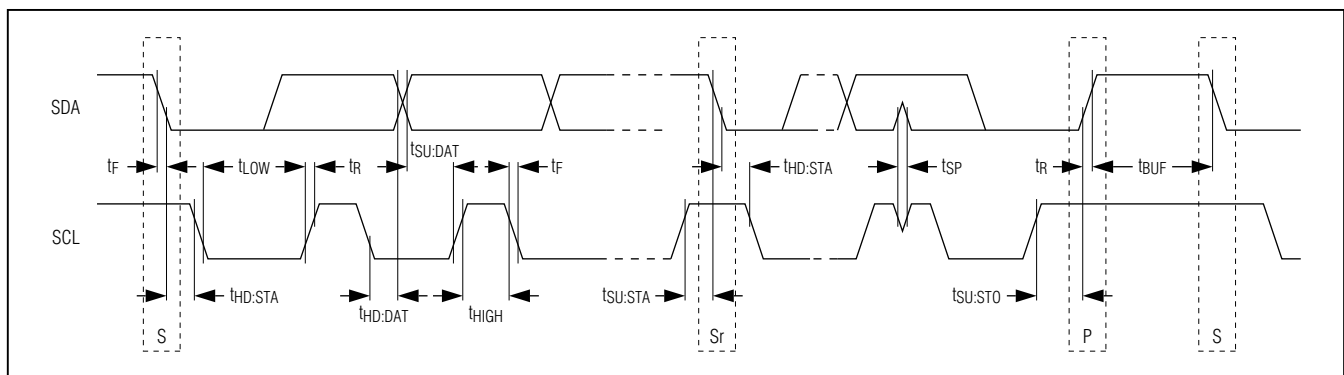 SDA
tSU:DAT
tF
tLOW
tR
tF
tHD:STA
tSP
tR
tBUF
SCL
tHD:STA
tHD:DAT
tHIGH
tSU:STA
tSU:STO
S
Sr
P
S